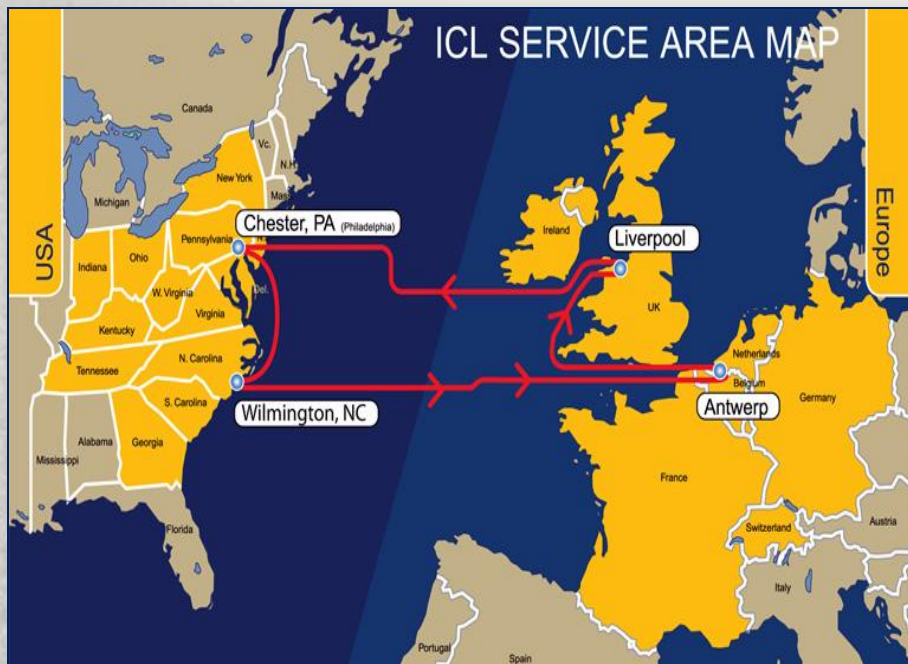 ICL SERVICE AREA MAP
USA
Europe
Canada
Vc.
N.H
Mas
New York
Michigan
Chester, PA (Philadelphia)
Pennsylvania
Ohio
Indiana
Del.
W. Virginia
Virginia
Kentucky
N. Carolina
Tennessee
S. Carolina
Wilmington, NC
Alabama
Georgia
Mississippi
Florida
Ireland
Liverpool
UK
Netherlands
Belgium
Antwerp
Germany
France
Switzerland
Austria
Italy
Portugal
Spain